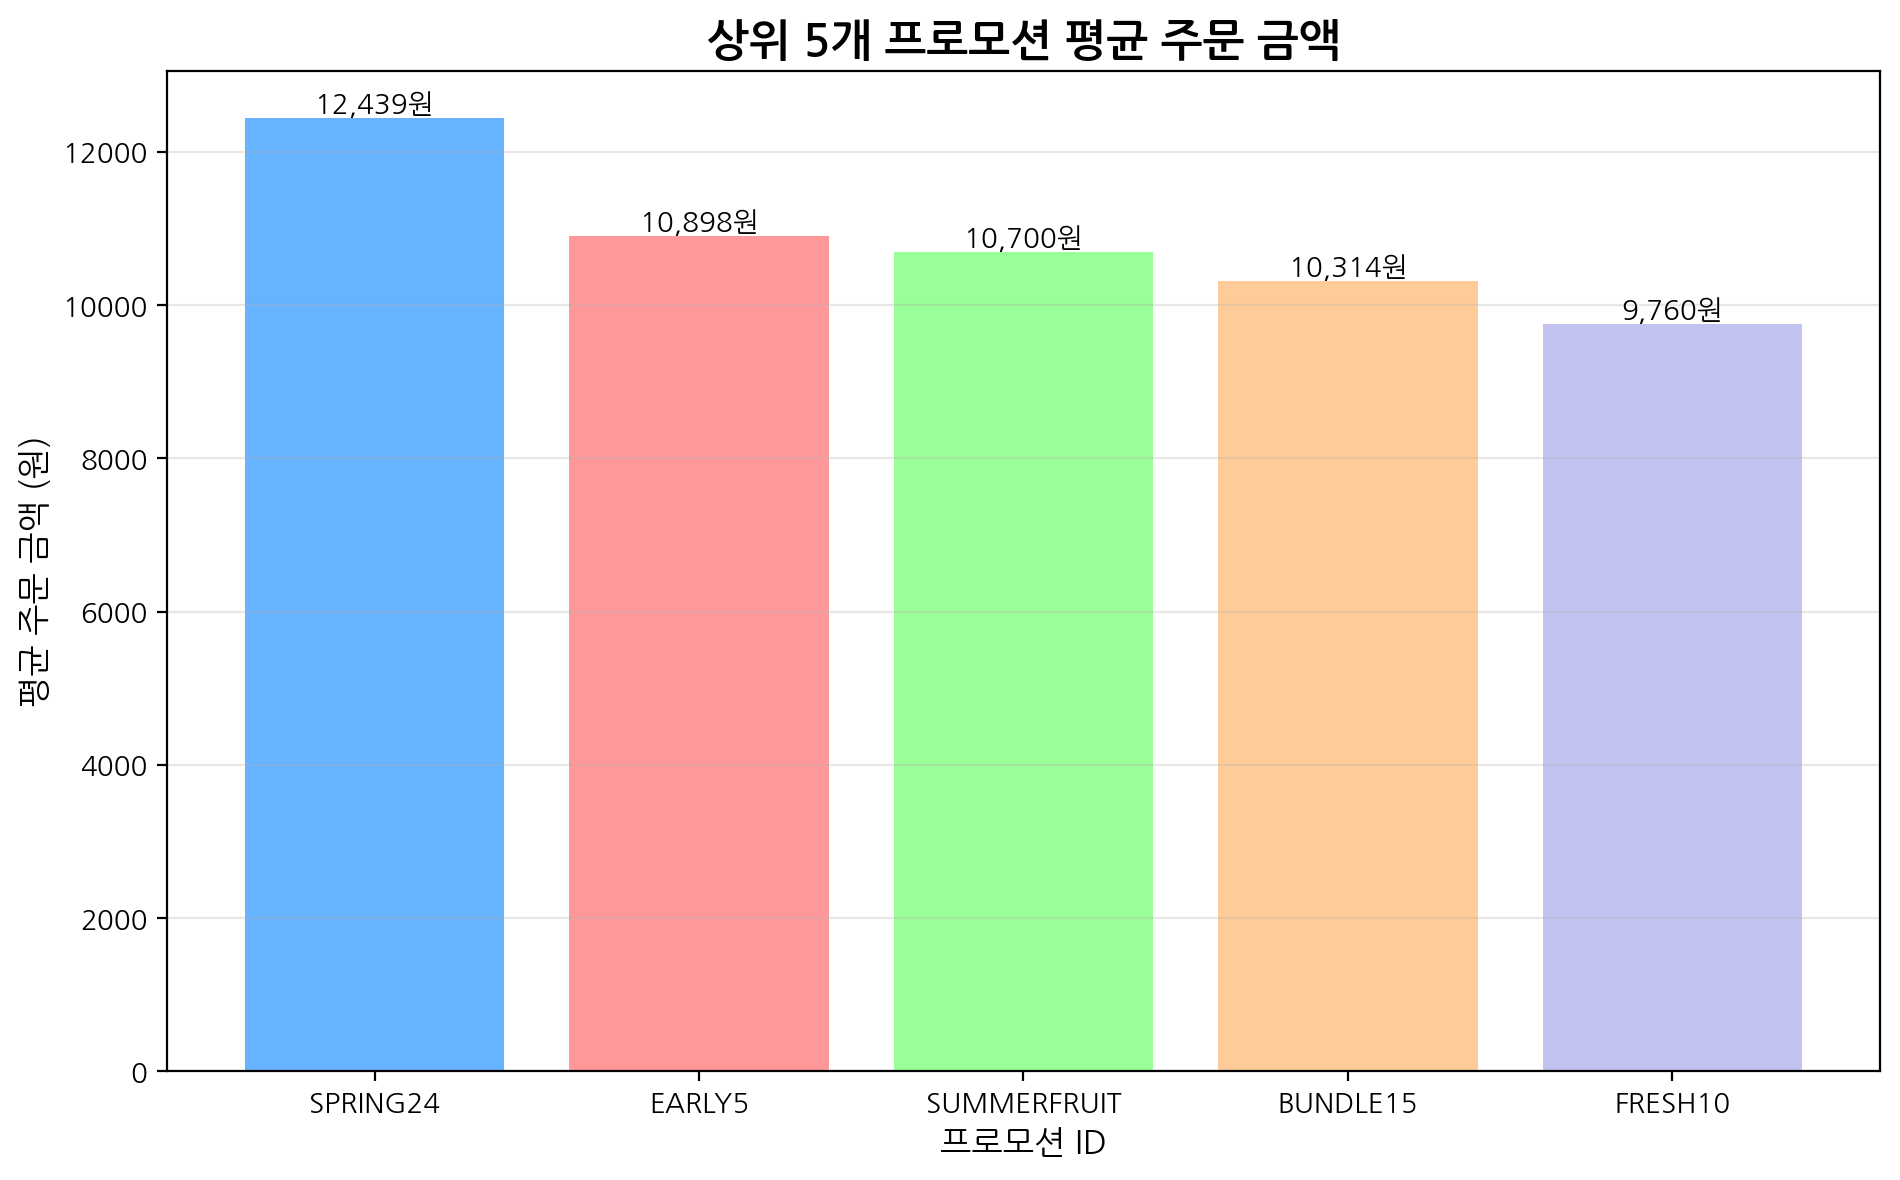 상위 5개 프로모션 평균 주문 금액
평균 주문 금액 (원)
12000
10000
8000
6000
4000
2000
0
12,439원
10,898원
10,700원
10,314원
9,760원
SPRING24
EARLY5
SUMMERFRUIT
BUNDLE15
FRESH10
프로모션 ID